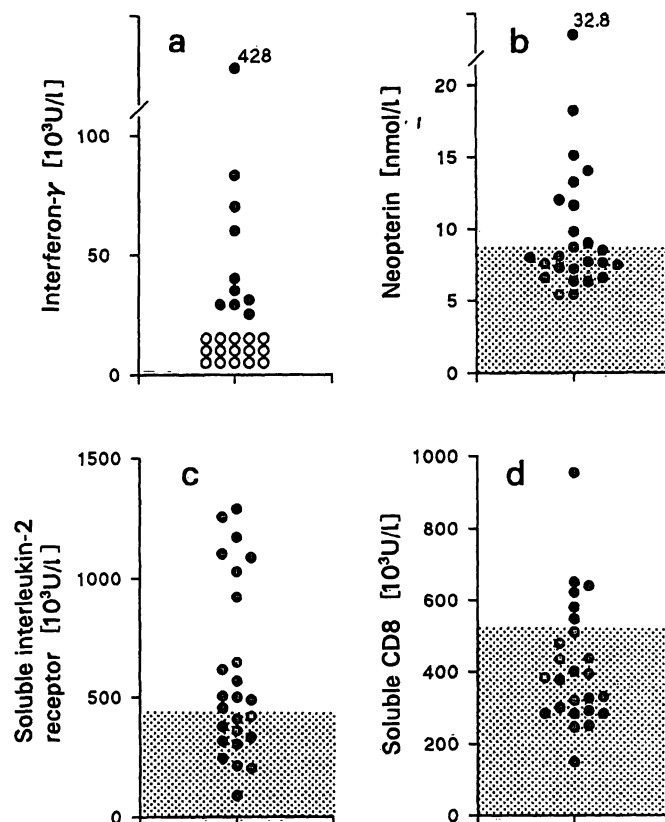 a
428
Interferon-γ [10³U/l]
100
50
0
b
32.8
Neopterin [nmol/l]
20
15
10
5
0
c
Soluble interleukin-2
receptor [10³U/l]
1500
1000
500
0
d
Soluble CD8 [10³U/l]
1000
800
600
400
200
0